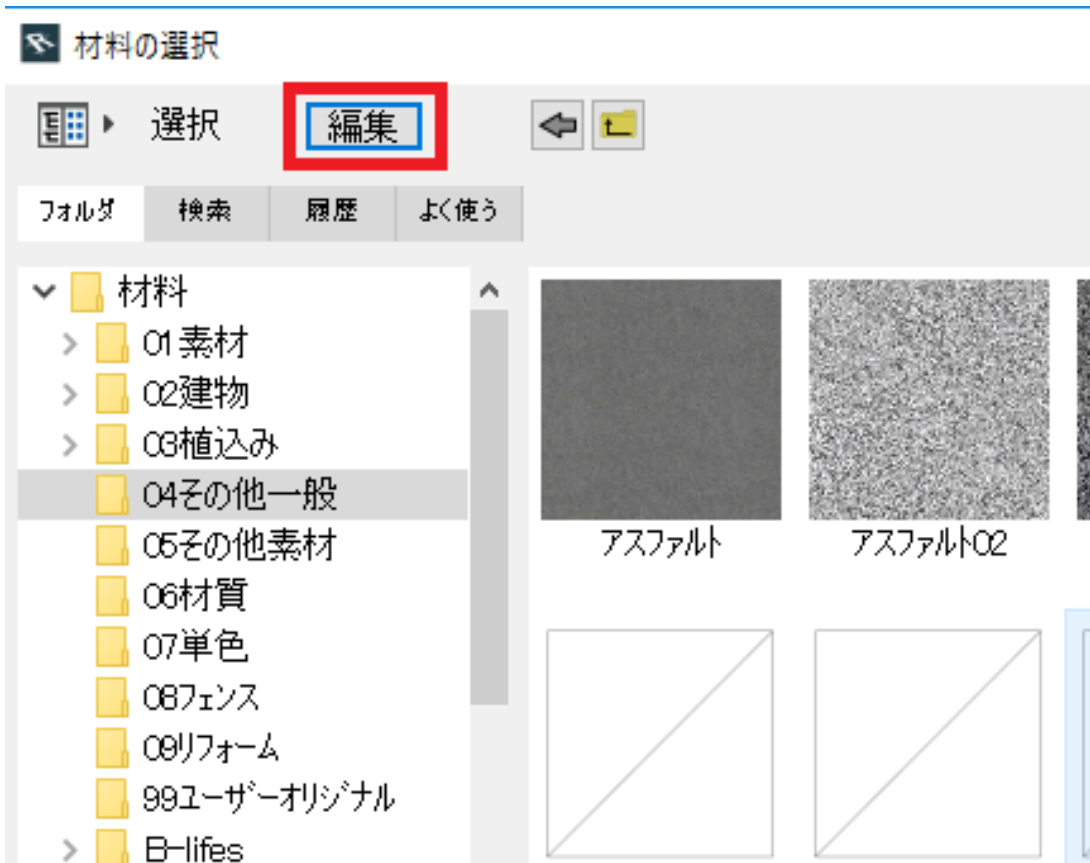 材料の選択
選択 編集
フォルダ 検索 履歴 よく使う
材料
01素材
02建物
03植込み
04その他一般
05その他素材
06材質
07単色
08フェンス
09リフォーム
99ユーザーオリジナル
B-lifes
アスファルト アスファルト02